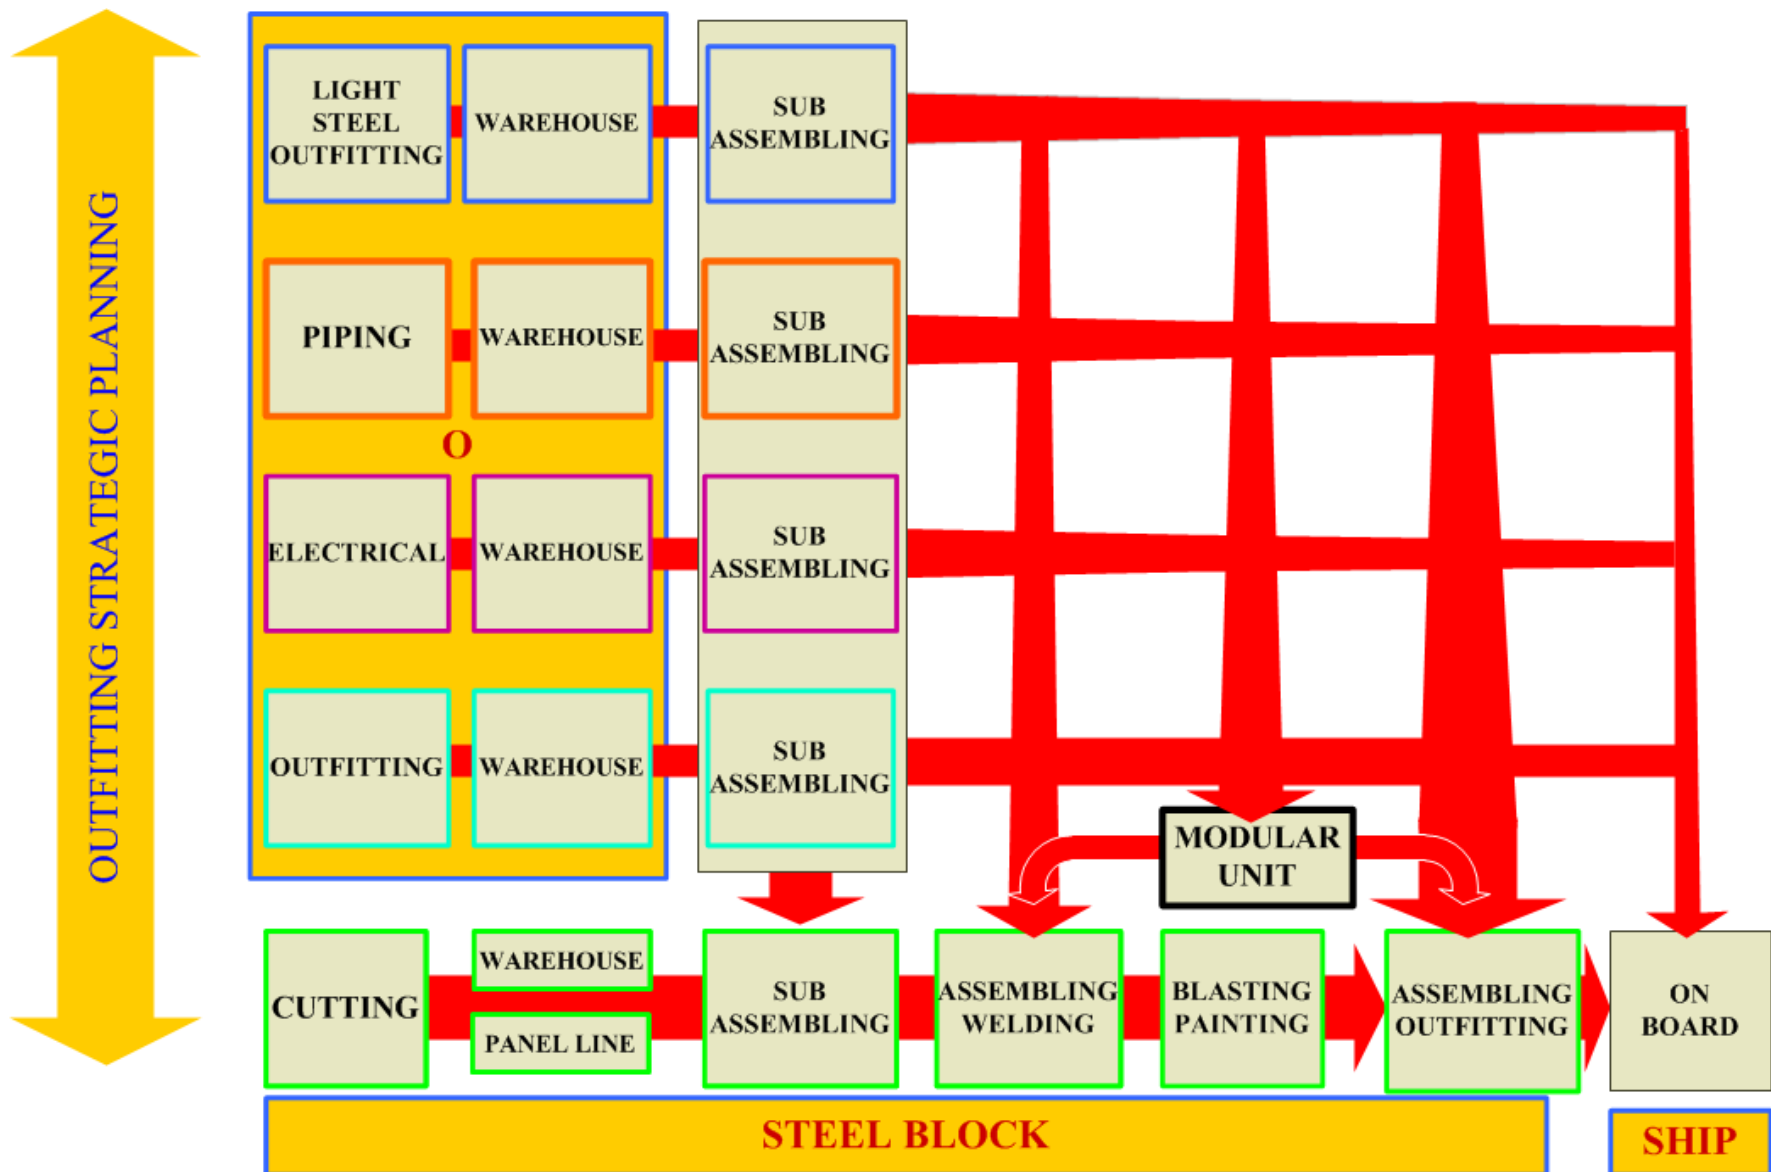 OUTFITTING STRATEGIC PLANNING
LIGHT
STEEL
OUTFITTING
WAREHOUSE
SUB
ASSEMBLING
PIPING
WAREHOUSE
SUB
ASSEMBLING
O
ELECTRICAL
WAREHOUSE
SUB
ASSEMBLING
OUTFITTING
WAREHOUSE
SUB
ASSEMBLING
MODULAR
UNIT
CUTTING
WAREHOUSE
PANEL LINE
SUB
ASSEMBLING
ASSEMBLING
WELDING
BLASTING
PAINTING
ASSEMBLING
OUTFITTING
ON
BOARD
STEEL BLOCK
SHIP